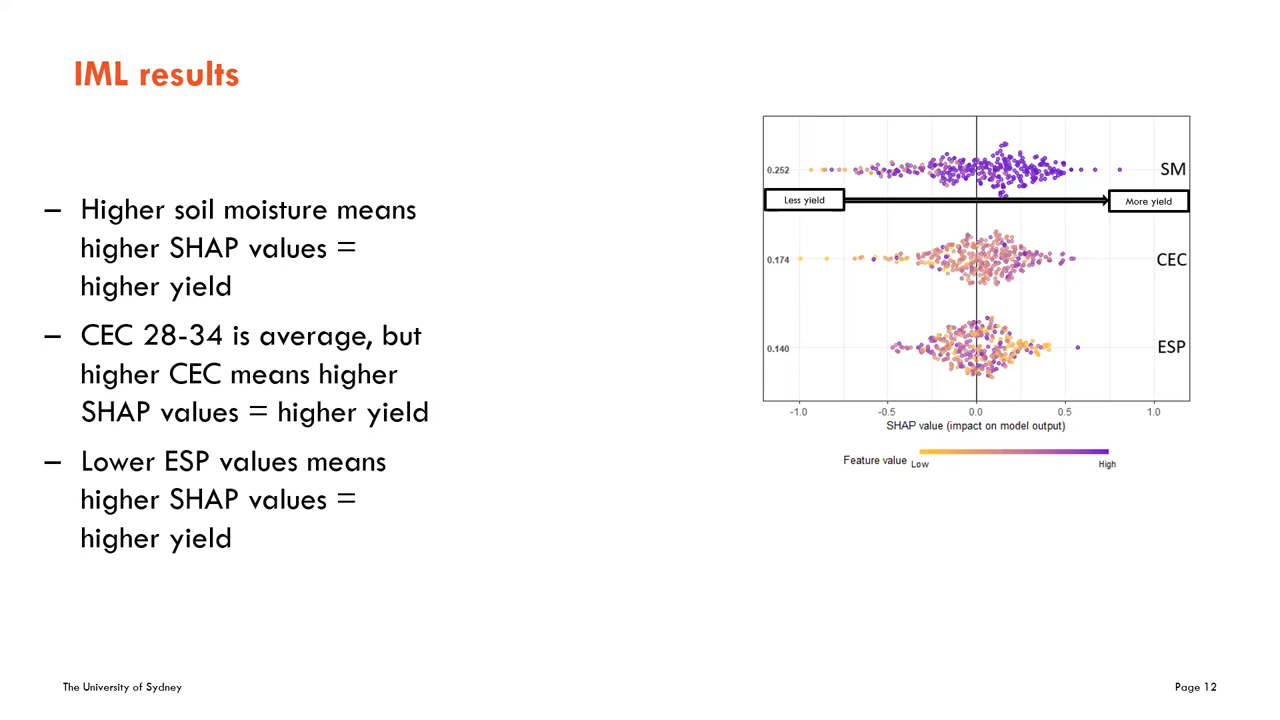 IML results
– Higher soil moisture means
higher SHAP values =
higher yield
– CEC 28-34 is average, but
higher CEC means higher
SHAP values = higher yield
– Lower ESP values means
higher SHAP values =
higher yield
0.252
SM
Less yield
More yield
0.174
CEC
0.140
ESP
-1.0 -0.5 0.0 0.5 1.0
SHAP value (impact on model output)
Feature value Low High
The University of Sydney
Page 12